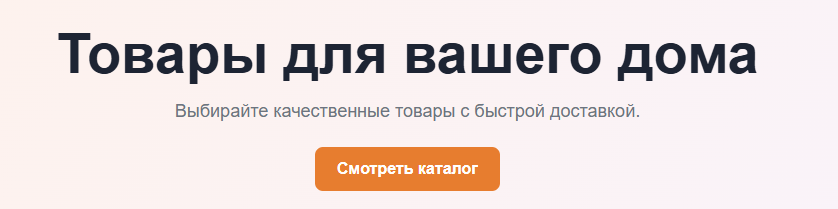 Товары для вашего дома
Выбирайте качественные товары с быстрой доставкой.
Смотреть каталог